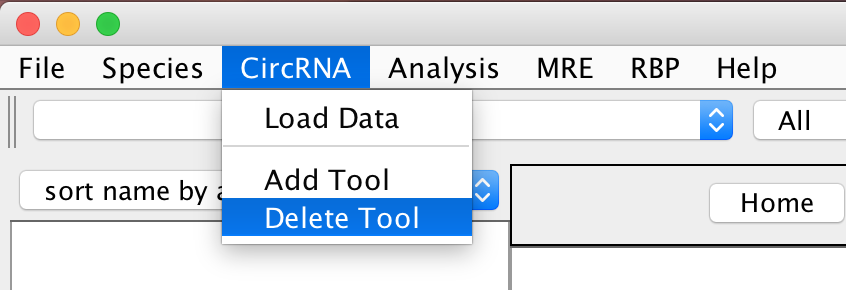 File Species CircRNA Analysis MRE RBP Help
Load Data
All
Add Tool
sort name by
Delete Tool
Home